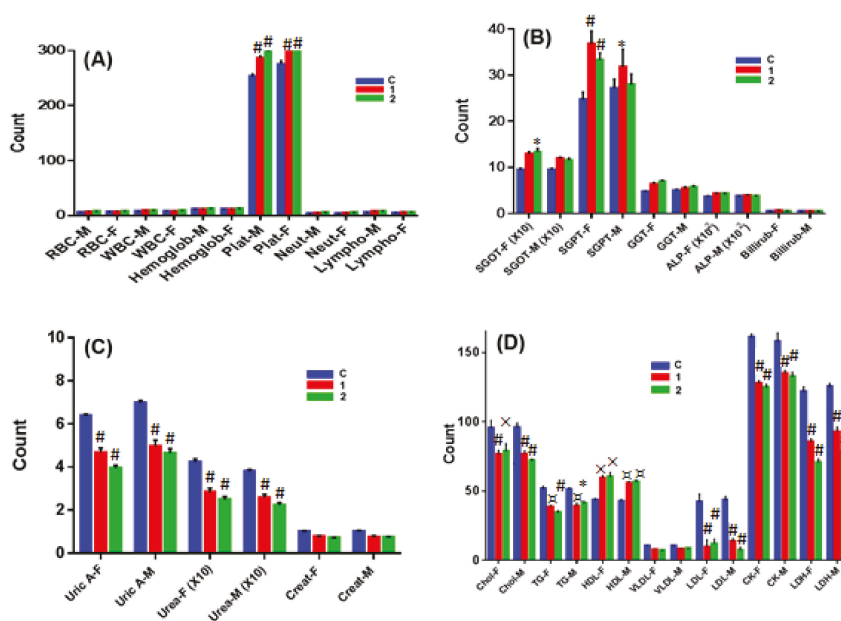 (A)
300
200
100
0
Count
C
1
2
# # # #
RBC-M
RBC-F
WBC-M
WBC-F
Hemoglob-M
Hemoglob-F
Plat-M
Plat-F
Neut-M
Neut-F
Lympho-M
Lympho-F
(B)
40
30
20
10
0
Count
C
1
2
* # # *
SGOT-F (X10)
SGOT-M (X10)
SGPT-F
SGPT-M
GGT-F
GGT-M
Billirub-F
Billirub-M
(C)
10
8
6
4
2
0
Count
C
1
2
# # # # # # # #
Uric A-F
Uric A-M
Urea-F (X10)
Urea-M (X10)
Creat-F
Creat-M
(D)
150
100
50
0
Count
C
1
2
# × # # ¤ # ¤ * × × ¤ ¤ # # # # # # # # # # #
Chol-F
Chol-M
TG-F
TG-M
HDL-F
HDL-M
VLDL-F
VLDL-M
LDL-F
LDL-M
CK-F
CK-M
LDH-F
LDH-M